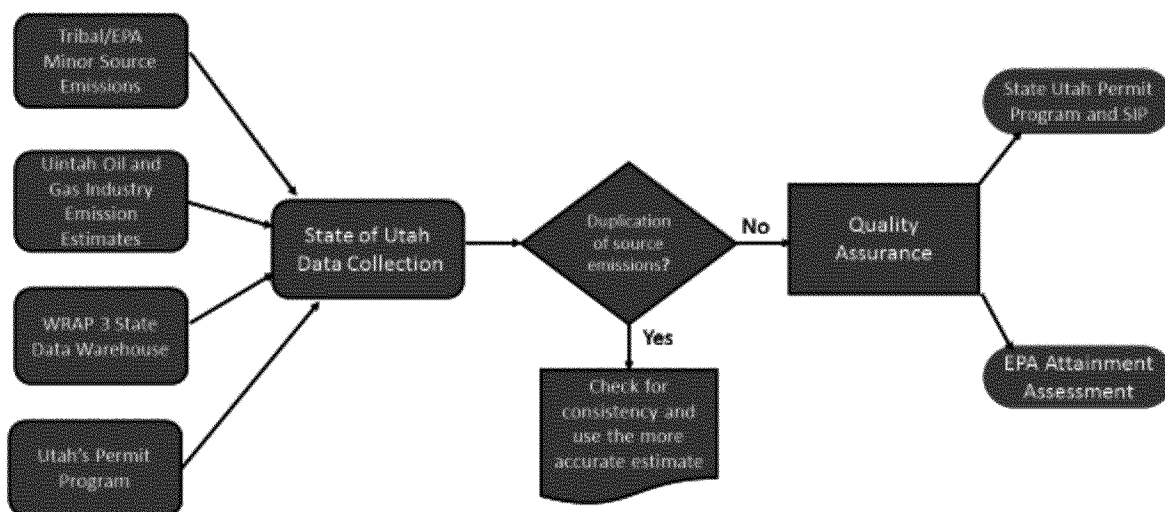 Tribal/EPA
Minor Source
Emissions
Uintah Oil and
Gas Industry
Emission
Estimates
WRAP 3 State
Data Warehouse
Utah's Permit
Program
State of Utah
Data Collection
Duplication
of source
emissions?
No
Yes
Check for
consistency and
use the more
accurate estimate
Quality
Assurance
State Utah Permit
Program and SIP
EPA Attainment
Assessment